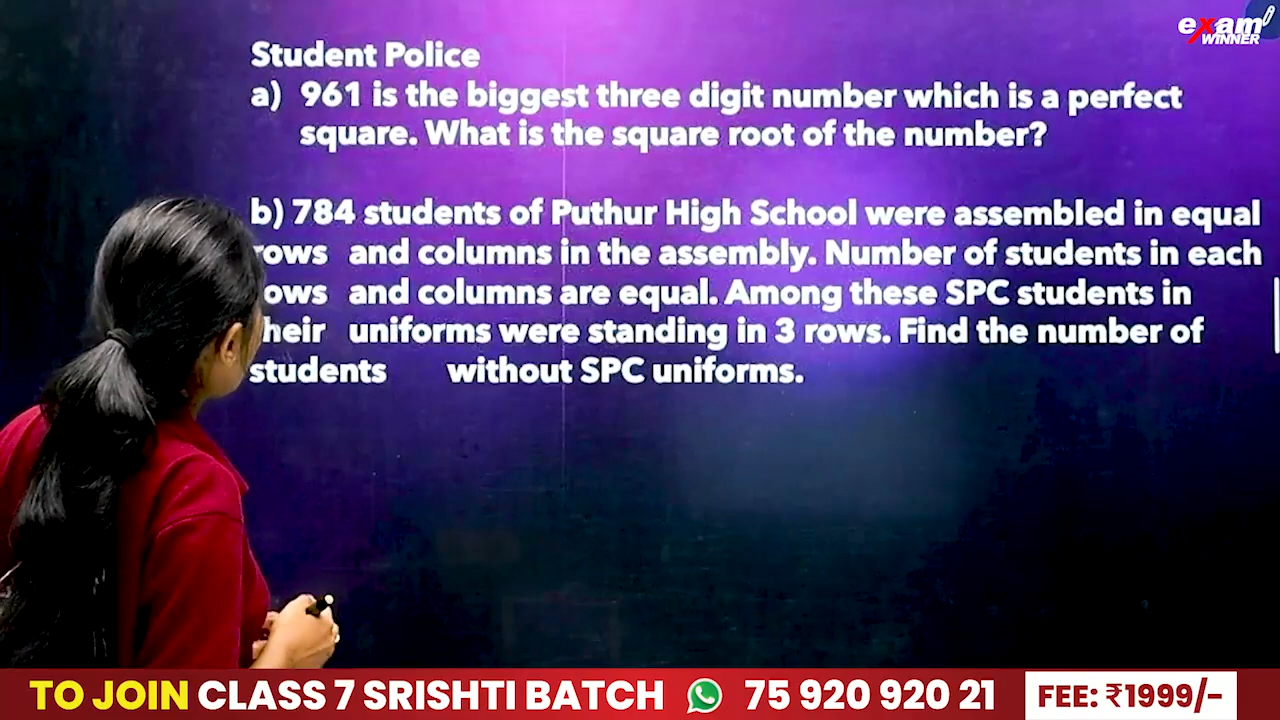 exam
WINNER
Student Police
a) 961 is the biggest three digit number which is a perfect
square. What is the square root of the number?
b) 784 students of Puthur High School were assembled in equal
rows and columns in the assembly. Number of students in each
ows and columns are equal. Among these SPC students in
heir uniforms were standing in 3 rows. Find the number of
students without SPC uniforms.
TO JOIN CLASS 7 SRISHTI BATCH 75 920 920 21 FEE: ₹1999/-